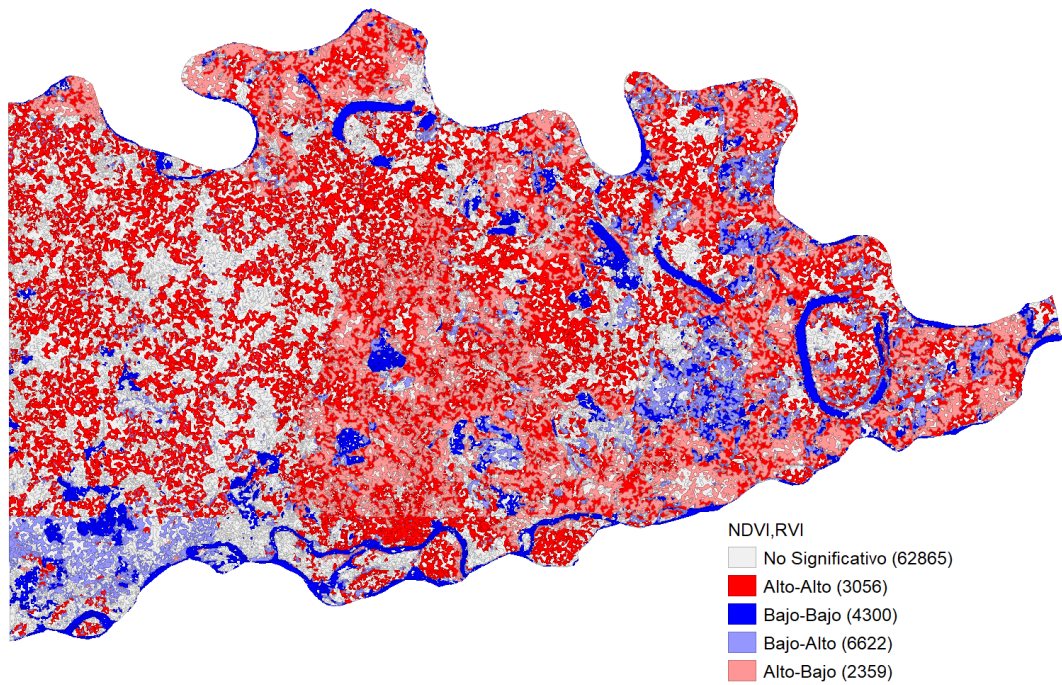 NDVI,RVI
No Significativo (62865)
Alto-Alto (3056)
Bajo-Bajo (4300)
Bajo-Alto (6622)
Alto-Bajo (2359)